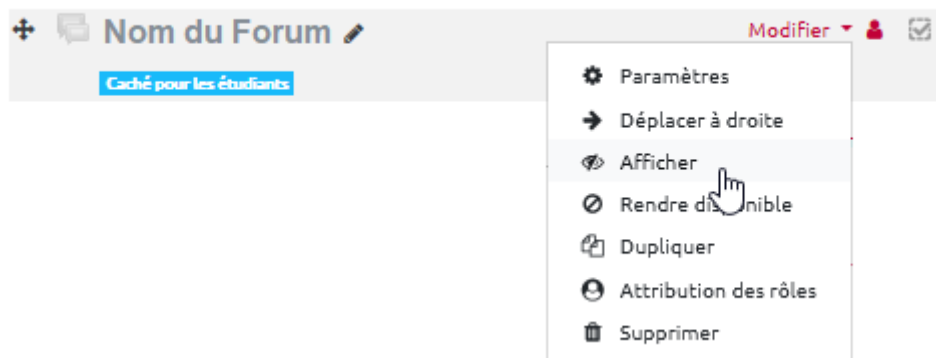 Nom du Forum
Modifier
Caché pour les étudiants
Paramètres
Déplacer à droite
Afficher
Rendre disponible
Dupliquer
Attribution des rôles
Supprimer